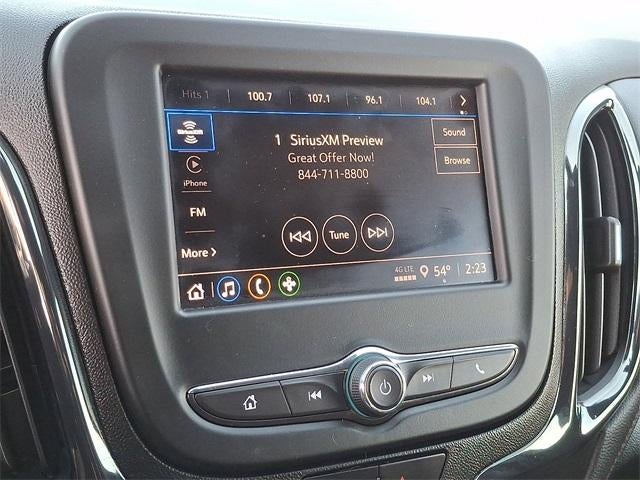 Hits 1 100.7 107.1 96.1 104.1
SiriusXM
1 SiriusXM Preview
Sound
Great Offer Now!
844-711-8800
Browse
iPhone
FM
Tune
More
4G LTE 54° 2:23